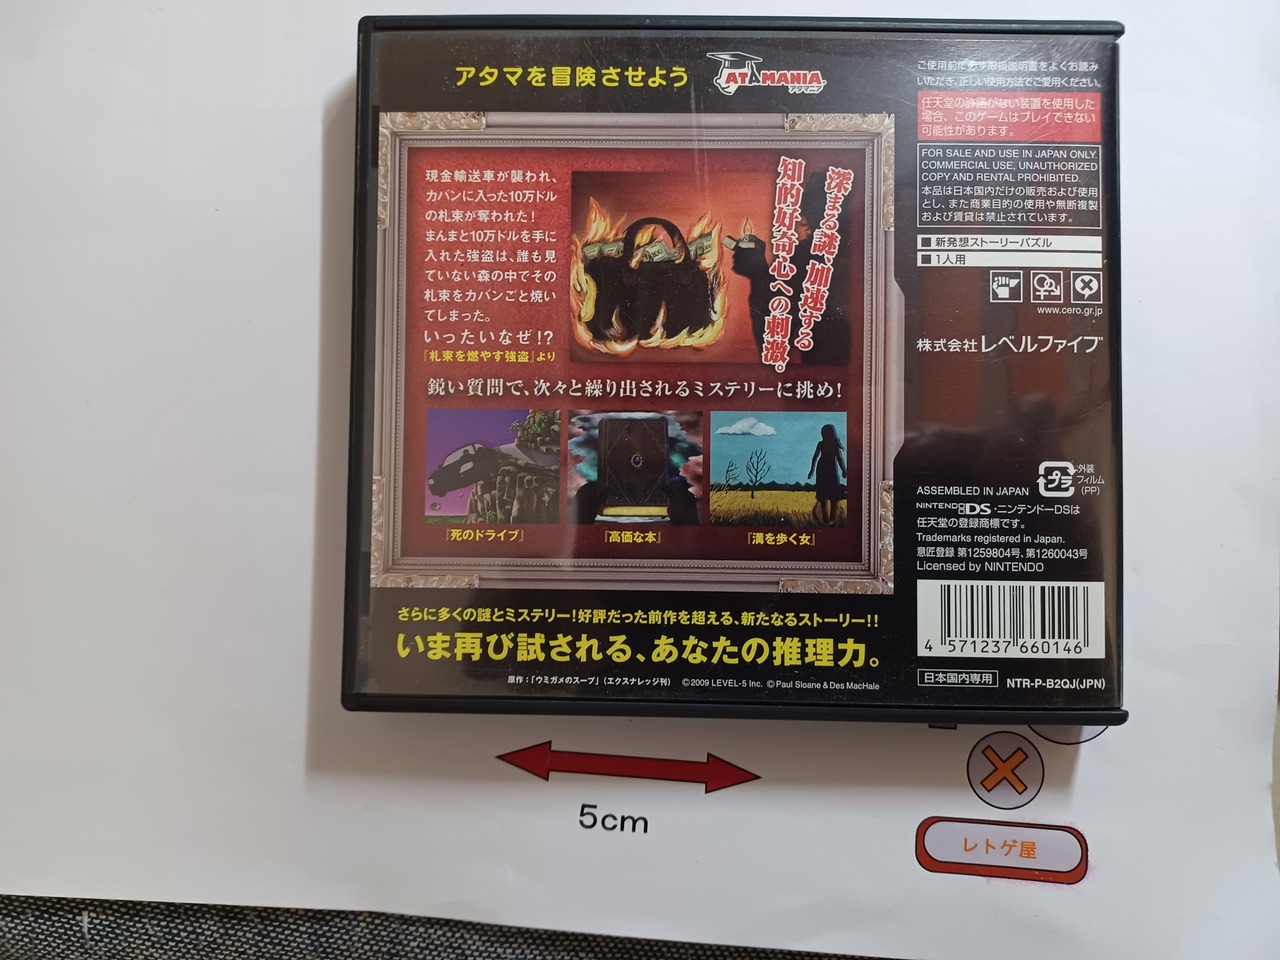 アタマを冒険させよう
ATAMANIA
アタマニア
現金輸送車が襲われ、
カバンに入った10万ドル
の札束が奪われた!
まんまと10万ドルを手に
入れた強盗は、誰も見
ていない森の中でその
札束をカバンごと焼い
てしまった。
いったいなぜ!?
『札束を燃やす強盗』より
深まる謎、加速する
知的好奇心への刺激。
鋭い質問で、次々と繰り出されるミステリーに挑め!
『死のドライブ』
『高価な本』
『溝を歩く女』
さらに多くの謎とミステリー!好評だった前作を超える、新たなるストーリー!!
いま再び試される、あなたの推理力。
原作:「ウミガメのスープ」(エクスナレッジ刊) ©2009 LEVEL-5 Inc. ©Paul Sloane & Des MacHale
ご使用前に必ず取扱説明書をよくお読み
いただき、正しい使用方法でご愛用ください。
任天堂の許諾がない装置を使用した
場合、このゲームはプレイできない
可能性があります。
FOR SALE AND USE IN JAPAN ONLY.
COMMERCIAL USE, UNAUTHORIZED
COPY AND RENTAL PROHIBITED.
本品は日本国内だけの販売および使用
とし、また商業目的の使用や無断複製
および賃貸は禁止されています。
■新発想ストーリーパズル
■1人用
www.cero.gr.jp
株式会社レベルファイブ
プラ
外装
フィルム
(PP)
ASSEMBLED IN JAPAN
NINTENDO DS・ニンテンドーDSは
任天堂の登録商標です。
Trademarks registered in Japan.
意匠登録 第1259804号、第1260043号
Licensed by NINTENDO
4 571237 660146
日本国内専用 NTR-P-B2QJ(JPN)
5cm
レトゲ屋